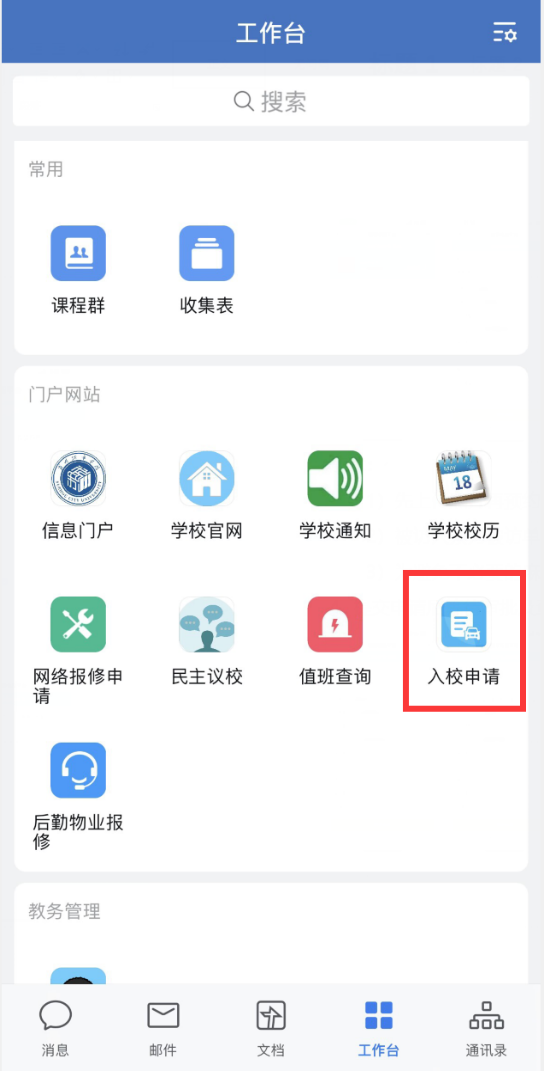 工作台
搜索
常用
课程群
收集表
门户网站
信息门户
学校官网
学校通知
MAY
18
学校校历
网络报修申
请
民主议校
值班查询
入校申请
后勤物业报
修
教务管理
消息
邮件
文档
工作台
通讯录